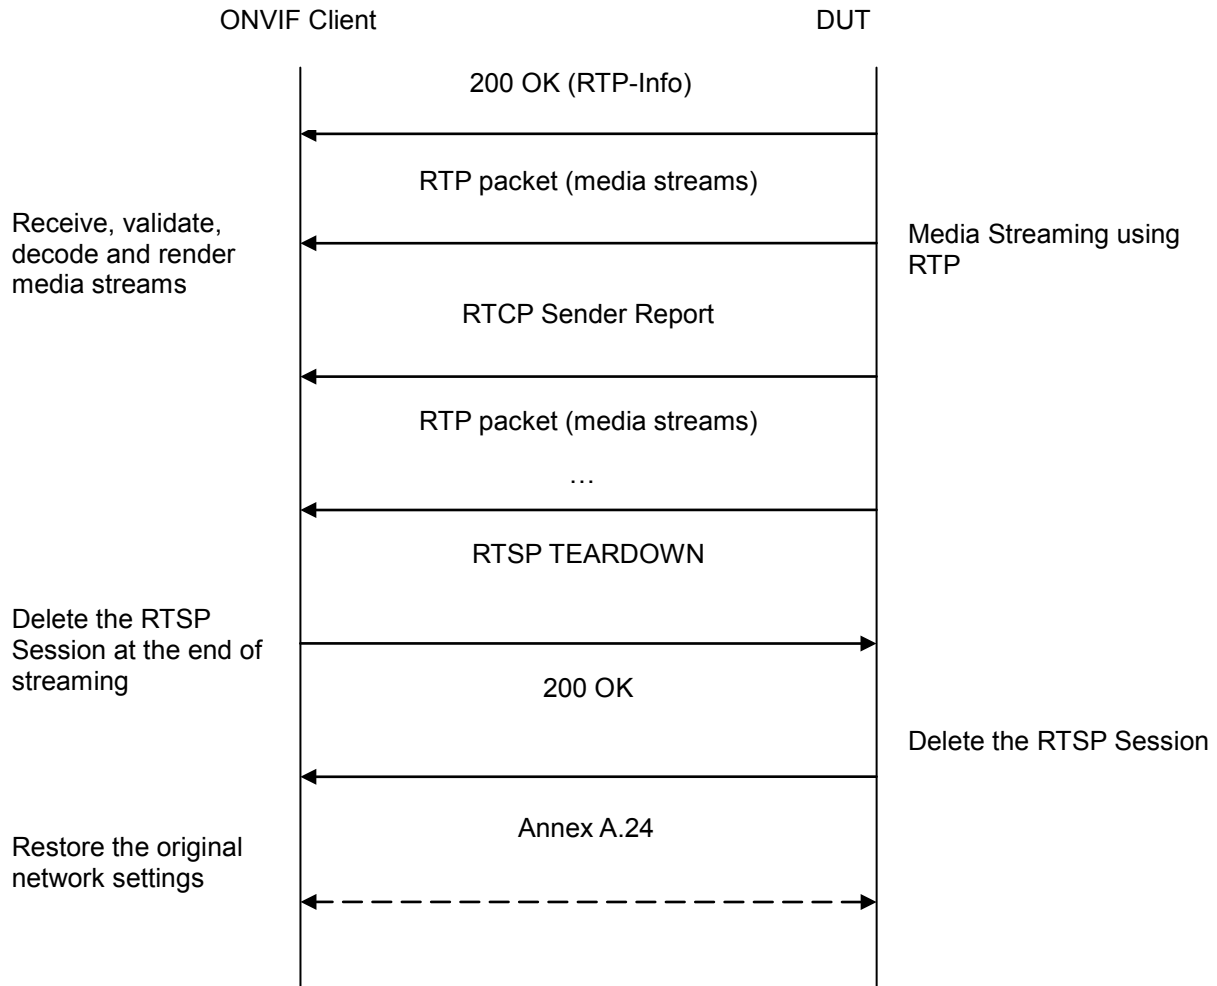 ONVIF Client
DUT
200 OK (RTP-Info)
RTP packet (media streams)
Receive, validate,
decode and render
media streams
Media Streaming using
RTP
RTCP Sender Report
RTP packet (media streams)
…
RTSP TEARDOWN
Delete the RTSP
Session at the end of
streaming
200 OK
Delete the RTSP Session
Annex A.24
Restore the original
network settings